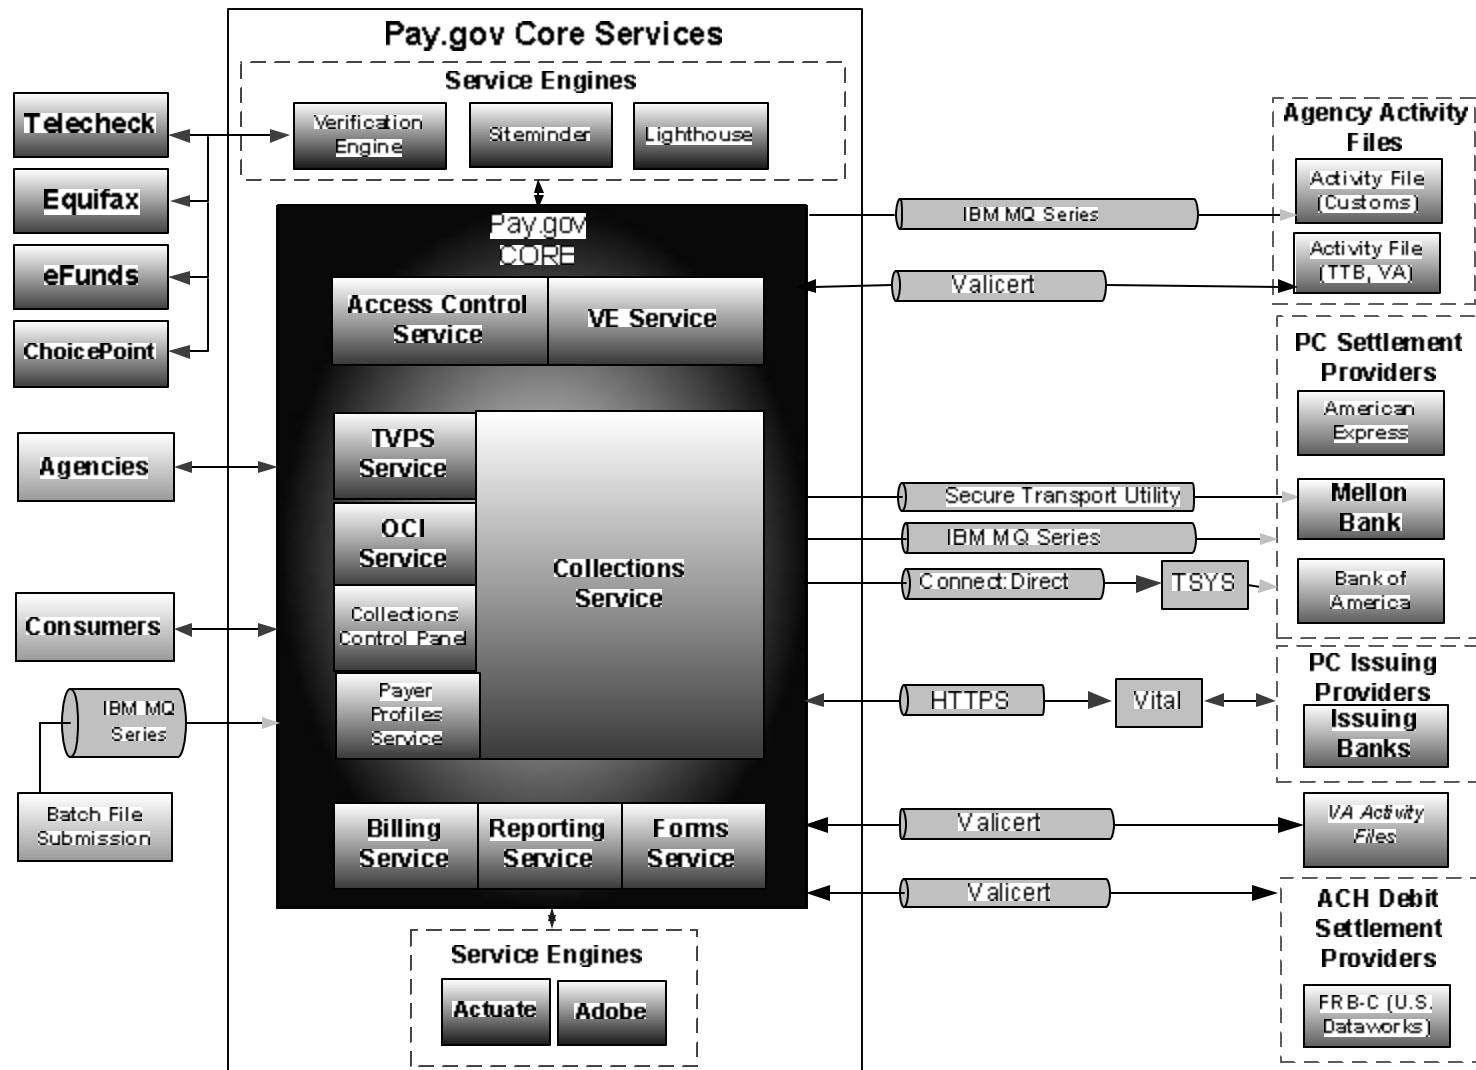 Pay.gov Core Services
Service Engines
Verification
Engine
Siteminder
Lighthouse
Telecheck
Equifax
eFunds
ChoicePoint
Agencies
Consumers
IBM MQ
Series
Batch File
Submission
Pay.gov
CORE
Access Control
Service
VE Service
TVPS
Service
OCI
Service
Collections
Control Panel
Payer
Profiles
Service
Collections
Service
Billing
Service
Reporting
Service
Forms
Service
Service Engines
Actuate
Adobe
IBM MQ Series
Valicert
Secure Transport Utility
IBM MQ Series
Connect:Direct
TSYS
HTTPS
Vital
Valicert
Valicert
Agency Activity
Files
Activity File
(Customs)
Activity File
(TTB, VA)
PC Settlement
Providers
American
Express
Mellon
Bank
Bank of
America
PC Issuing
Providers
Issuing
Banks
VA Activity
Files
ACH Debit
Settlement
Providers
FRB-C (U.S.
Dataworks)